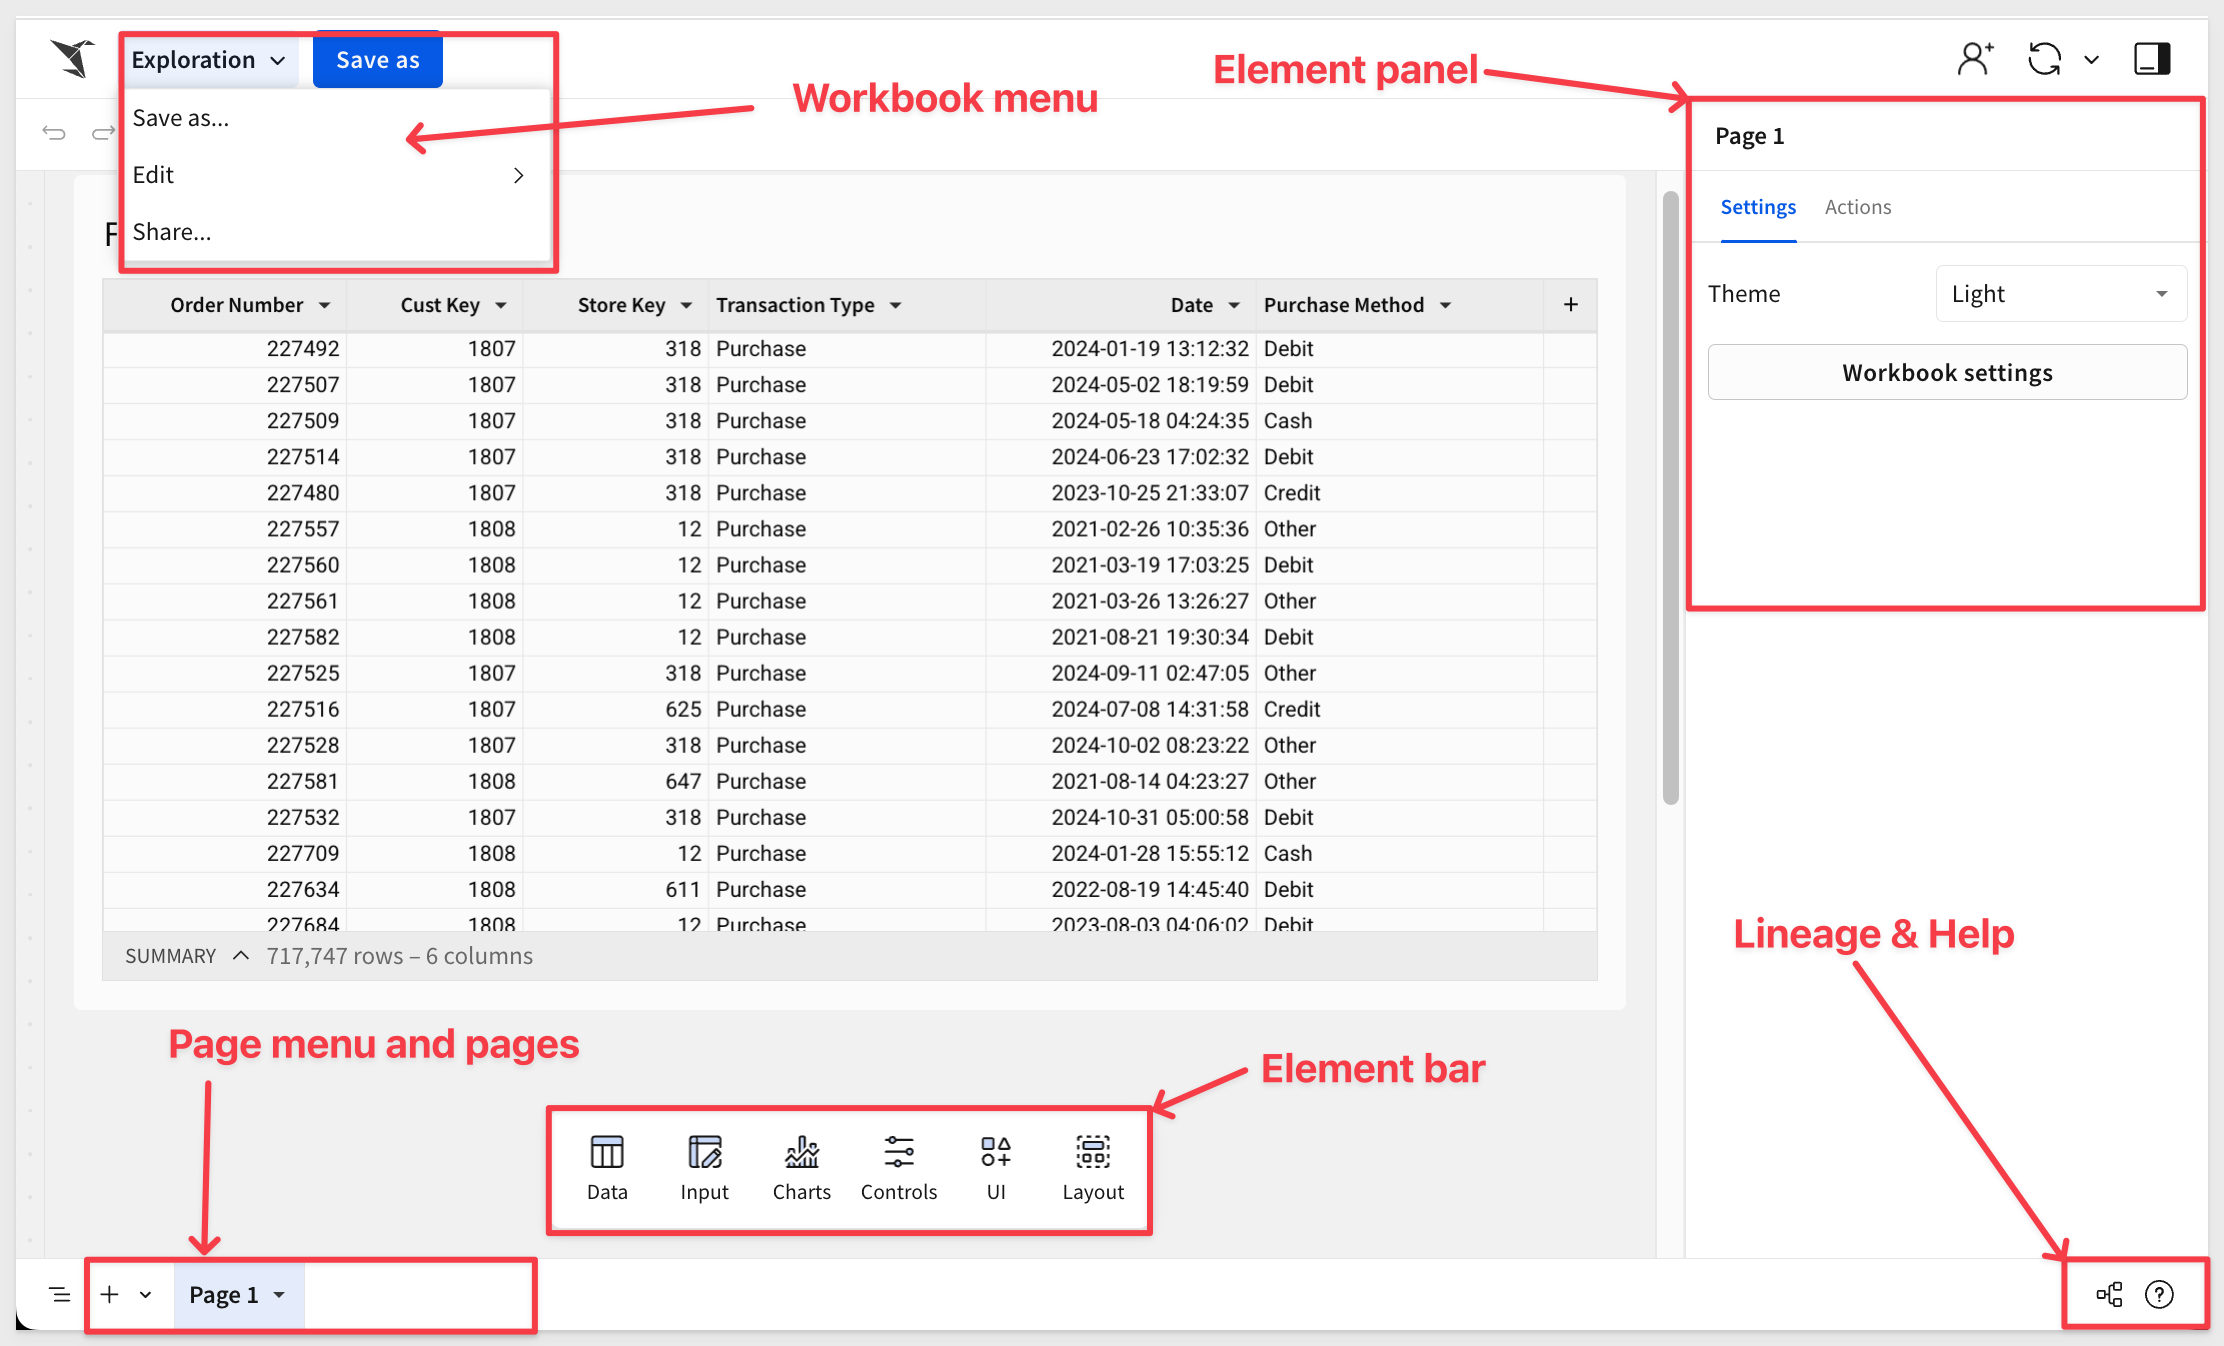 Exploration
Save as
Element panel
Workbook menu
Save as...
Edit
Share...
Page 1
Settings Actions
Theme Light
Workbook settings
F
Order Number Cust Key Store Key Transaction Type Date Purchase Method +
227492 1807 318 Purchase 2024-01-19 13:12:32 Debit
227507 1807 318 Purchase 2024-05-02 18:19:59 Debit
227509 1807 318 Purchase 2024-05-18 04:24:35 Cash
227514 1807 318 Purchase 2024-06-23 17:02:32 Debit
227480 1807 318 Purchase 2023-10-25 21:33:07 Credit
227557 1808 12 Purchase 2021-02-26 10:35:36 Other
227560 1808 12 Purchase 2021-03-19 17:03:25 Debit
227561 1808 12 Purchase 2021-03-26 13:26:27 Other
227582 1808 12 Purchase 2021-08-21 19:30:34 Debit
227525 1807 318 Purchase 2024-09-11 02:47:05 Other
227516 1807 625 Purchase 2024-07-08 14:31:58 Credit
227528 1807 318 Purchase 2024-10-02 08:23:22 Other
227581 1808 647 Purchase 2021-08-14 04:23:27 Other
227532 1807 318 Purchase 2024-10-31 05:00:58 Debit
227709 1808 12 Purchase 2024-01-28 15:55:12 Cash
227634 1808 611 Purchase 2022-08-19 14:45:40 Debit
227684 1808 12 Purchase 2023-08-03 04:06:02 Debit
SUMMARY 717,747 rows – 6 columns
Lineage & Help
Page menu and pages
Element bar
Data Input Charts Controls UI Layout
Page 1